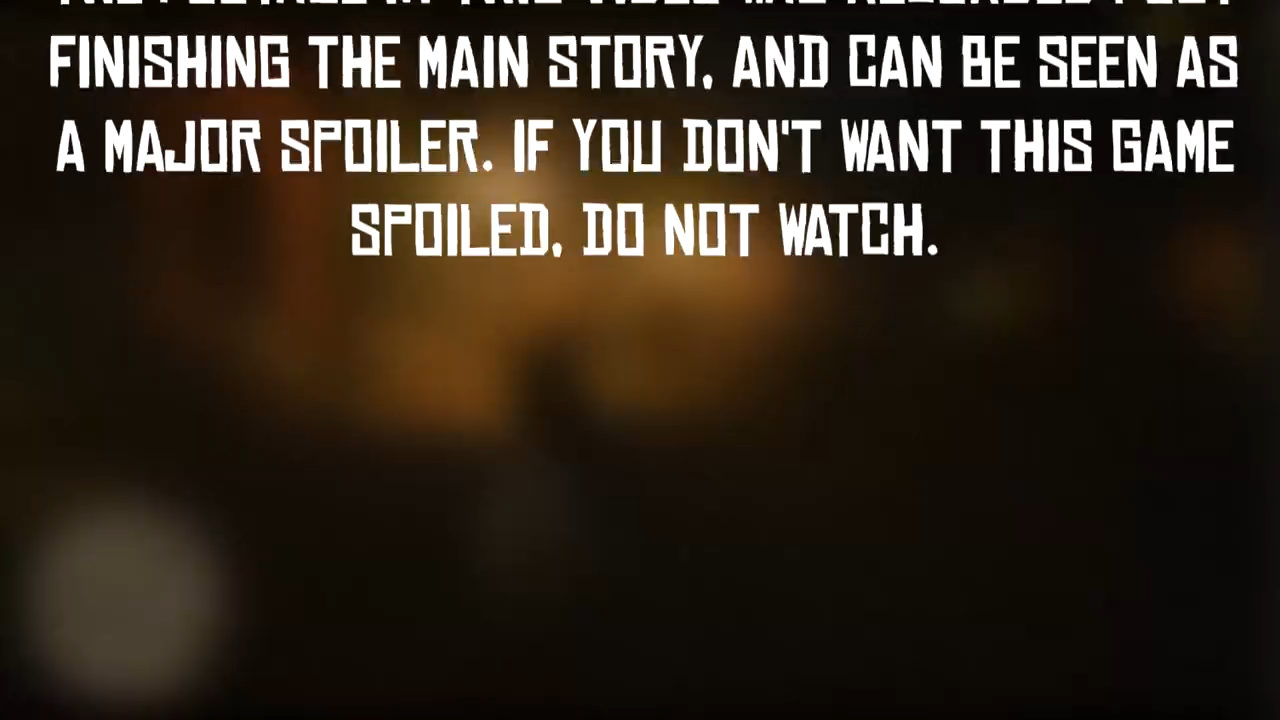 FINISHING THE MAIN STORY, AND CAN BE SEEN AS
A MAJOR SPOILER. IF YOU DON'T WANT THIS GAME
SPOILED, DO NOT WATCH.